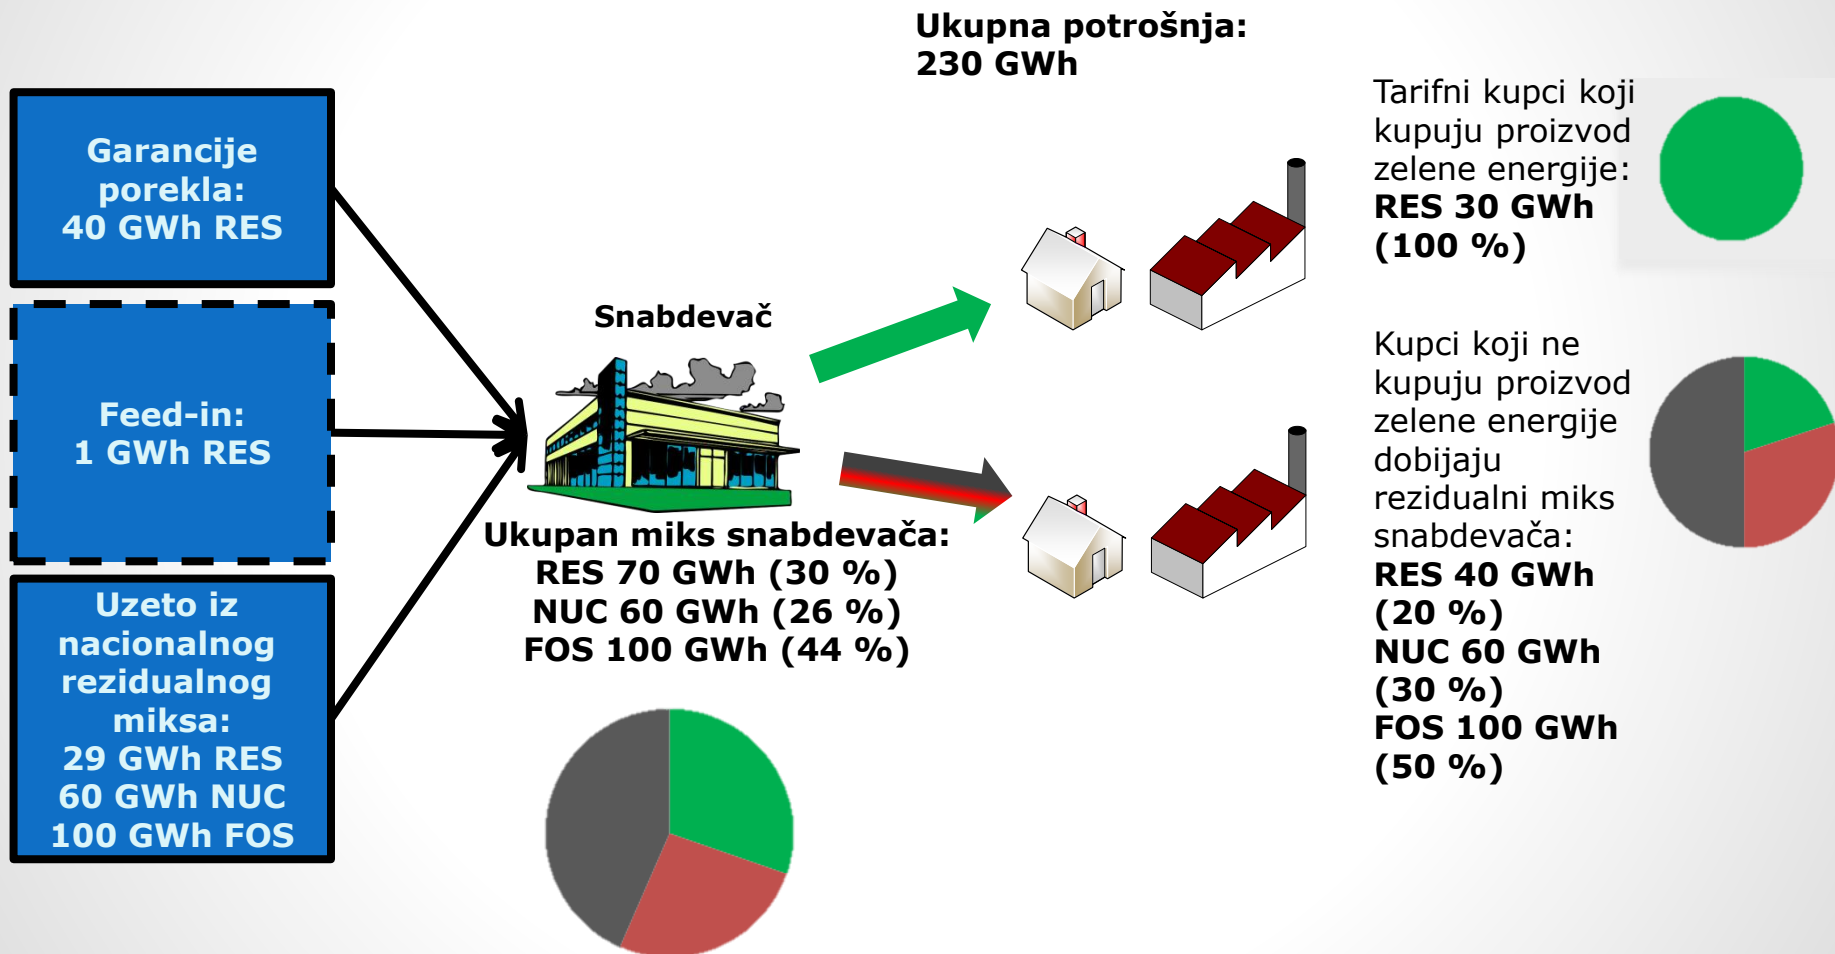 Ukupna potrošnja:
230 GWh
Garancije
porekla:
40 GWh RES
Feed-in:
1 GWh RES
Uzeto iz
nacionalnog
rezidualnog
miksa:
29 GWh RES
60 GWh NUC
100 GWh FOS
Snabdevač
Ukupan miks snabdevača:
RES 70 GWh (30 %)
NUC 60 GWh (26 %)
FOS 100 GWh (44 %)
Tarifni kupci koji
kupuju proizvod
zelene energije:
RES 30 GWh
(100 %)
Kupci koji ne
kupuju proizvod
zelene energije
dobijaju
rezidualni miks
snabdevača:
RES 40 GWh
(20 %)
NUC 60 GWh
(30 %)
FOS 100 GWh
(50 %)